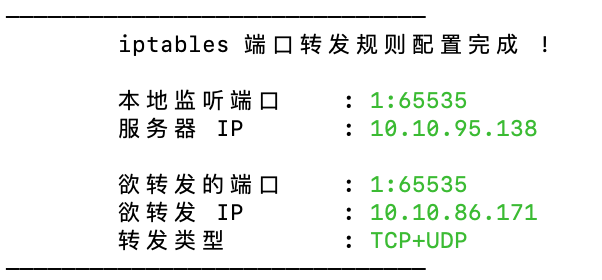 iptables 端口转发规则配置完成 !
本地监听端口 : 1:65535
服务器 IP : 10.10.95.138
欲转发的端口 : 1:65535
欲转发 IP : 10.10.86.171
转发类型 : TCP+UDP